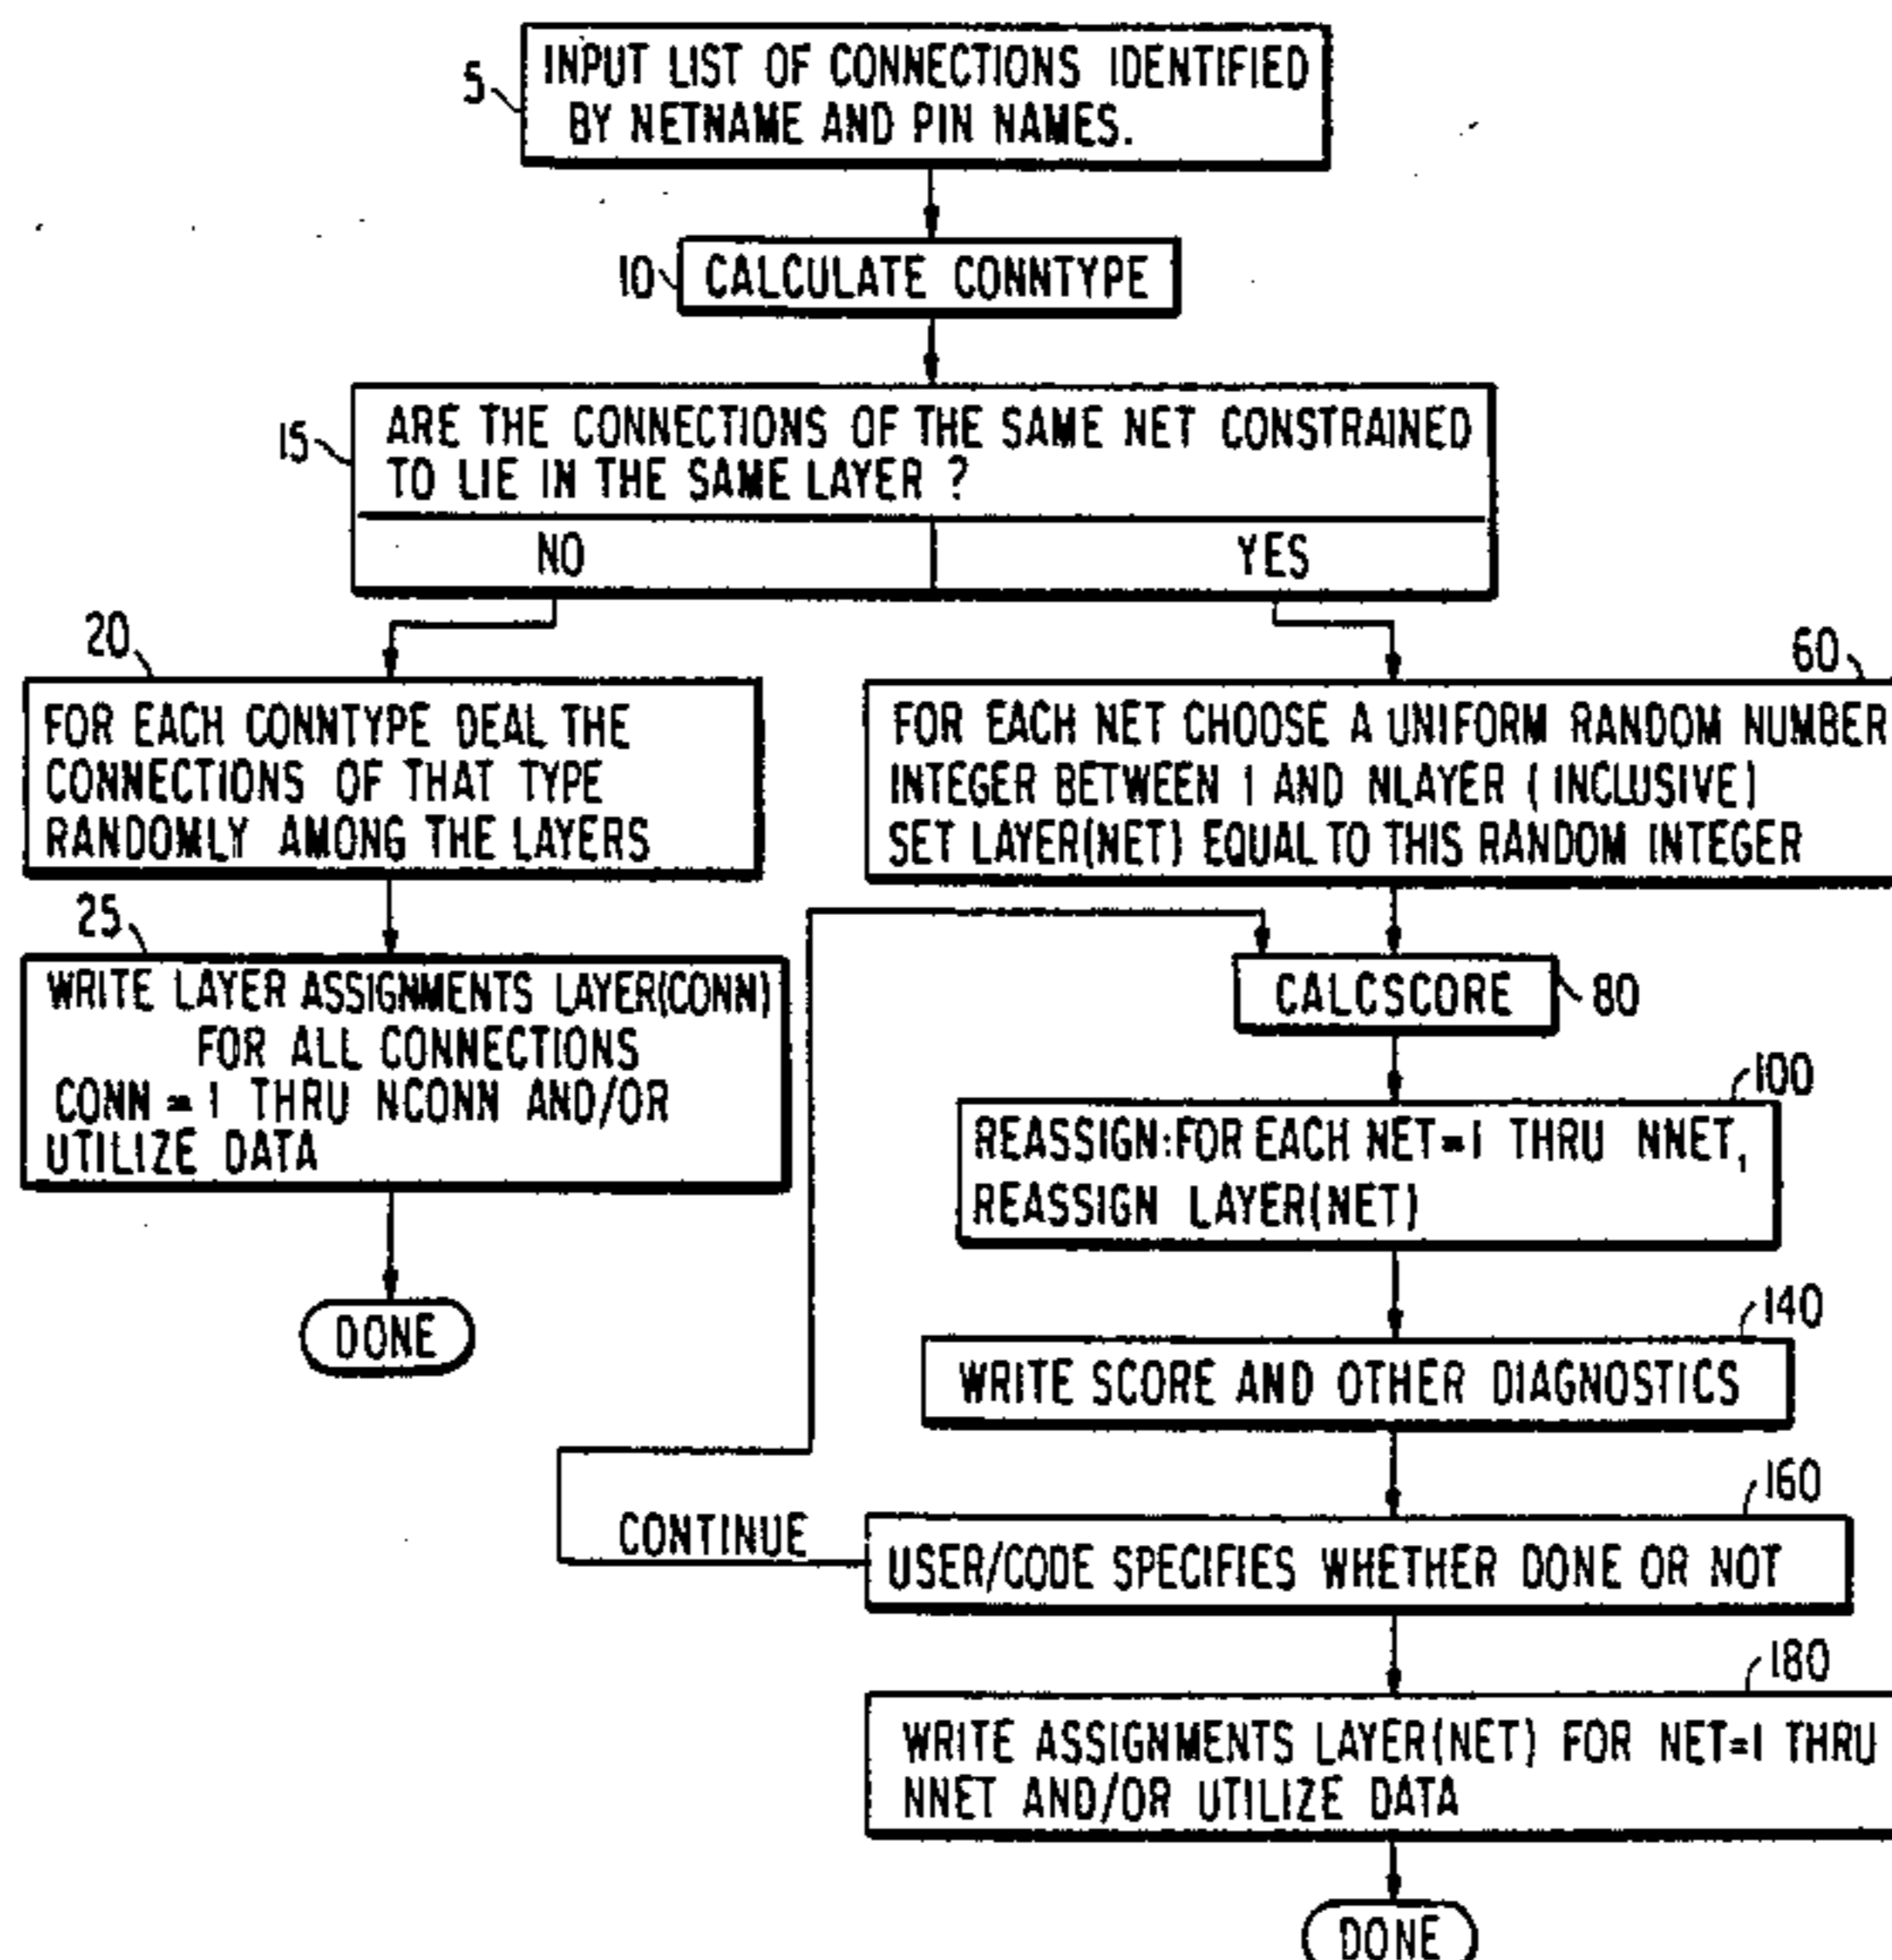 5
INPUT LIST OF CONNECTIONS IDENTIFIED
BY NETNAME AND PIN NAMES.
10
CALCULATE CONNTYPE
15
ARE THE CONNECTIONS OF THE SAME NET CONSTRAINED
TO LIE IN THE SAME LAYER ?
NO
YES
20
FOR EACH CONNTYPE DEAL THE
CONNECTIONS OF THAT TYPE
RANDOMLY AMONG THE LAYERS
25
WRITE LAYER ASSIGNMENTS LAYER(CONN)
FOR ALL CONNECTIONS
CONN = 1 THRU NCONN AND/OR
UTILIZE DATA
DONE
60
FOR EACH NET CHOOSE A UNIFORM RANDOM NUMBER
INTEGER BETWEEN 1 AND NLAYER (INCLUSIVE)
SET LAYER(NET) EQUAL TO THIS RANDOM INTEGER
CALCSCORE
80
100
REASSIGN:FOR EACH NET=1 THRU NNET,
REASSIGN LAYER(NET)
140
WRITE SCORE AND OTHER DIAGNOSTICS
160
CONTINUE
USER/CODE SPECIFIES WHETHER DONE OR NOT
180
WRITE ASSIGNMENTS LAYER(NET) FOR NET=1 THRU
NNET AND/OR UTILIZE DATA
DONE